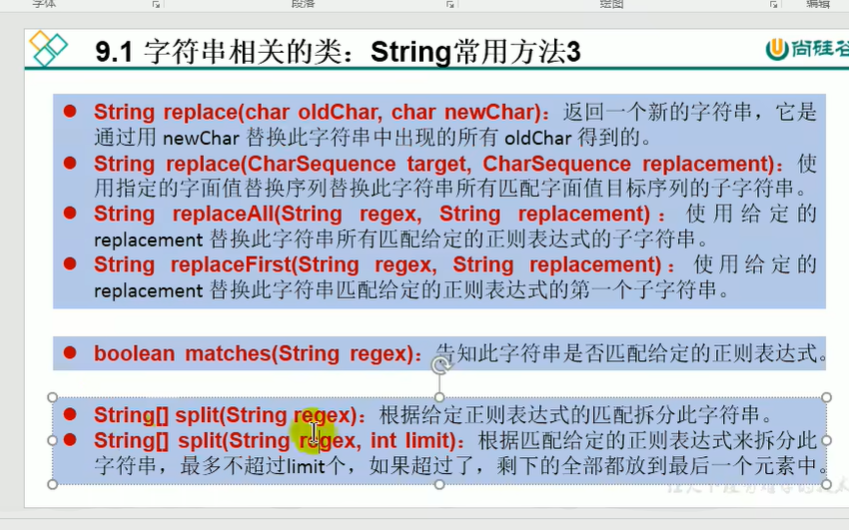 字体
段落
绘图
编辑
9.1 字符串相关的类：String常用方法3
尚硅谷
● String replace(char oldChar, char newChar)：返回一个新的字符串，它是
通过用 newChar 替换此字符串中出现的所有 oldChar 得到的。
● String replace(CharSequence target, CharSequence replacement)：使
用指定的字面值替换序列替换此字符串所有匹配字面值目标序列的子字符串。
● String replaceAll(String regex, String replacement)：使用给定的
replacement 替换此字符串所有匹配给定的正则表达式的子字符串。
● String replaceFirst(String regex, String replacement)：使用给定的
replacement 替换此字符串匹配给定的正则表达式的第一个子字符串。
● boolean matches(String regex)：告知此字符串是否匹配给定的正则表达式。
● String[] split(String regex)：根据给定正则表达式的匹配拆分此字符串。
● String[] split(String regex, int limit)：根据匹配给定的正则表达式来拆分此
字符串，最多不超过limit个，如果超过了，剩下的全部都放到最后一个元素中。